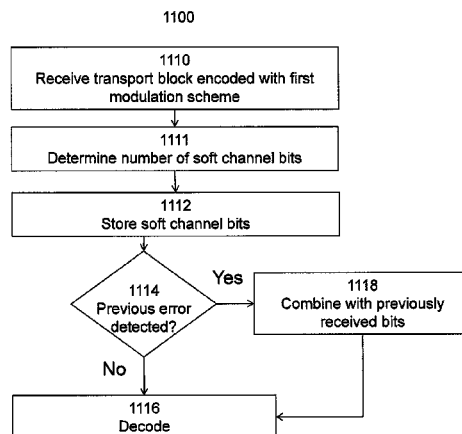 1100
1110
Receive transport block encoded with first
modulation scheme
1111
Determine number of soft channel bits
1112
Store soft channel bits
1114
Previous error
detected?
Yes
1118
Combine with previously
received bits
No
1116
Decode